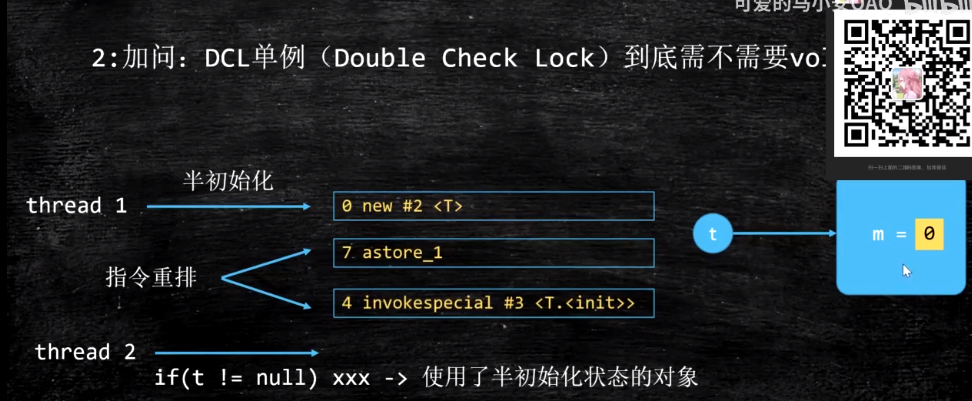 可爱的马小
2:加问: DCL单例（Double Check Lock）到底需不需要vo
半初始化
thread 1
0 new #2 <T>
t
m = 0
7 astore_1
指令重排
4 invokespecial #3 <T.<init>>
thread 2
if(t != null) xxx -> 使用了半初始化状态的对象